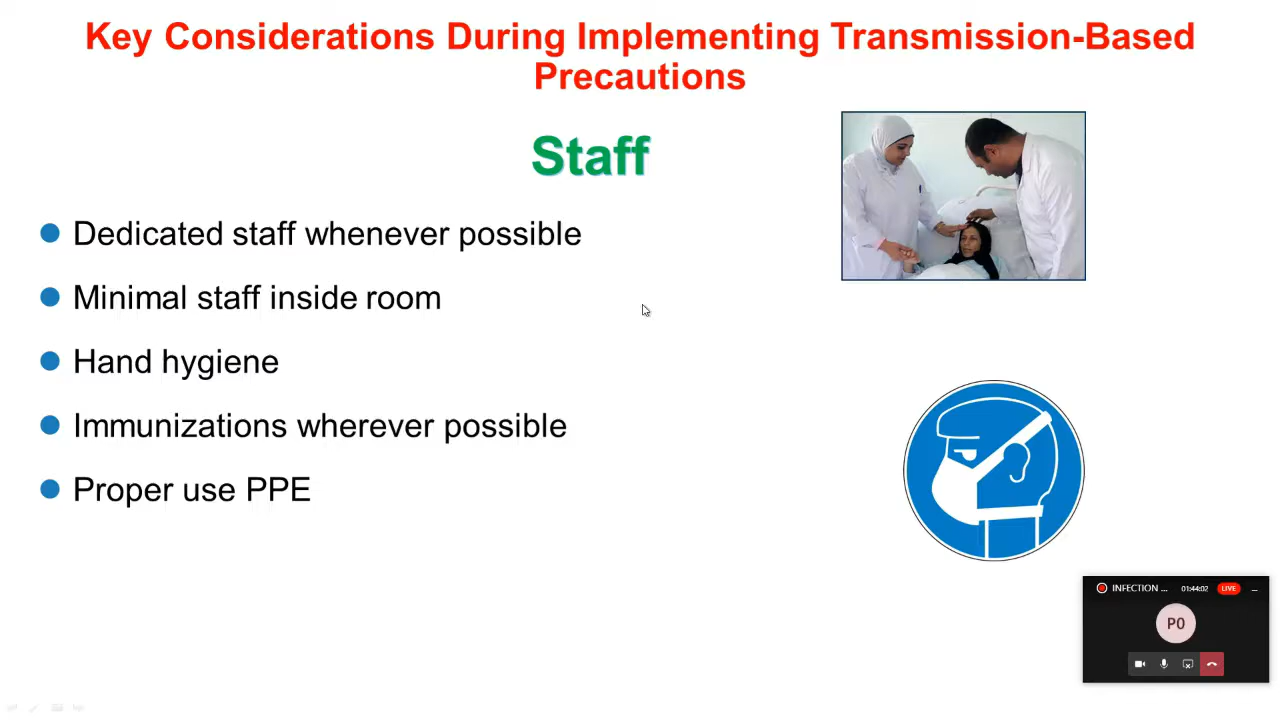 Key Considerations During Implementing Transmission-Based
Precautions
Staff
Dedicated staff whenever possible
Minimal staff inside room
Hand hygiene
Immunizations wherever possible
Proper use PPE
INFECTION ... 01:44:02 LIVE
P0